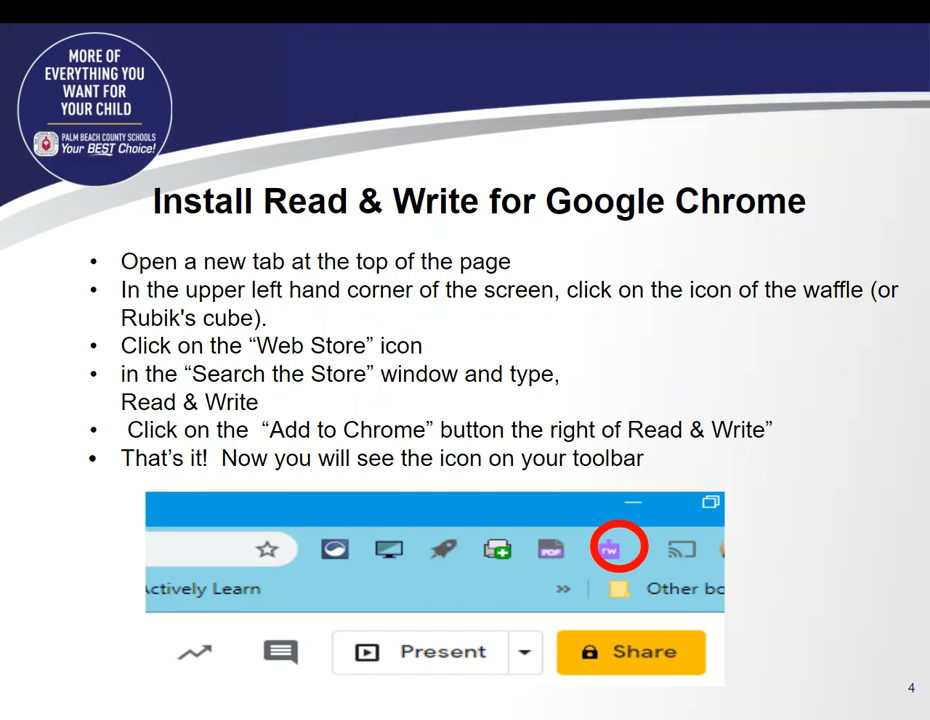 MORE OF
EVERYTHING YOU
WANT FOR
YOUR CHILD
PALM BEACH COUNTY SCHOOLS
Your BEST Choice!
Install Read & Write for Google Chrome
• Open a new tab at the top of the page
• In the upper left hand corner of the screen, click on the icon of the waffle (or
Rubik's cube).
• Click on the “Web Store” icon
• in the “Search the Store” window and type,
Read & Write
• Click on the “Add to Chrome” button the right of Read & Write”
• That’s it! Now you will see the icon on your toolbar
PDF
rw
Actively Learn
»
Other bo
Present
Share
4